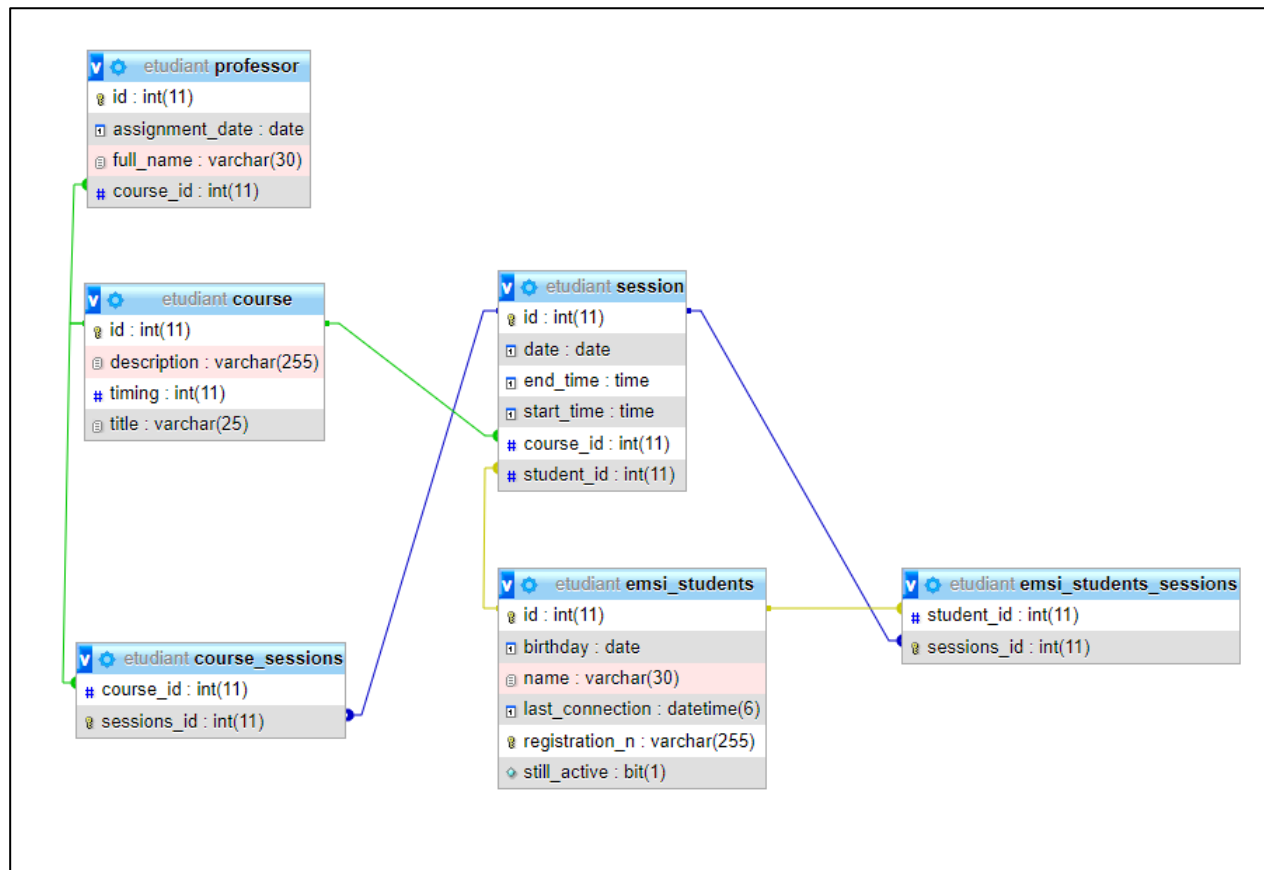 etudiant professor
id : int(11)
assignment_date : date
full_name : varchar(30)
# course_id : int(11)
etudiant course
id : int(11)
description : varchar(255)
# timing : int(11)
title : varchar(25)
etudiant session
id : int(11)
date : date
end_time : time
start_time : time
# course_id : int(11)
# student_id : int(11)
etudiant emsi_students
id : int(11)
birthday : date
name : varchar(30)
last_connection : datetime(6)
registration_n : varchar(255)
still_active : bit(1)
etudiant emsi_students_sessions
# student_id : int(11)
sessions_id : int(11)
etudiant course_sessions
# course_id : int(11)
sessions_id : int(11)